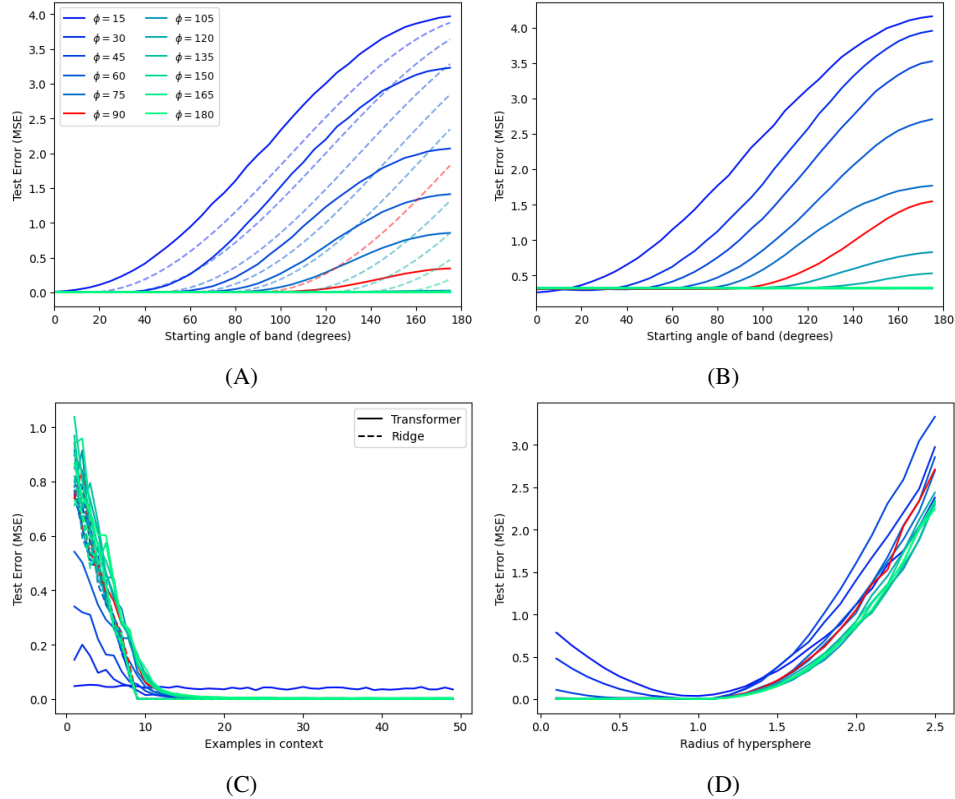 4.0
3.5
3.0
2.5
2.0
1.5
1.0
0.5
0.0
Test Error (MSE)
ϕ = 15
ϕ = 30
ϕ = 45
ϕ = 60
ϕ = 75
ϕ = 90
ϕ = 105
ϕ = 120
ϕ = 135
ϕ = 150
ϕ = 165
ϕ = 180
0 20 40 60 80 100 120 140 160 180
Starting angle of band (degrees)
(A)
4.0
3.5
3.0
2.5
2.0
1.5
1.0
0.5
Test Error (MSE)
0 20 40 60 80 100 120 140 160 180
Starting angle of band (degrees)
(B)
1.0
0.8
0.6
0.4
0.2
0.0
Test Error (MSE)
Transformer
Ridge
0 10 20 30 40 50
Examples in context
(C)
3.0
2.5
2.0
1.5
1.0
0.5
0.0
Test Error (MSE)
0.0 0.5 1.0 1.5 2.0 2.5
Radius of hypersphere
(D)